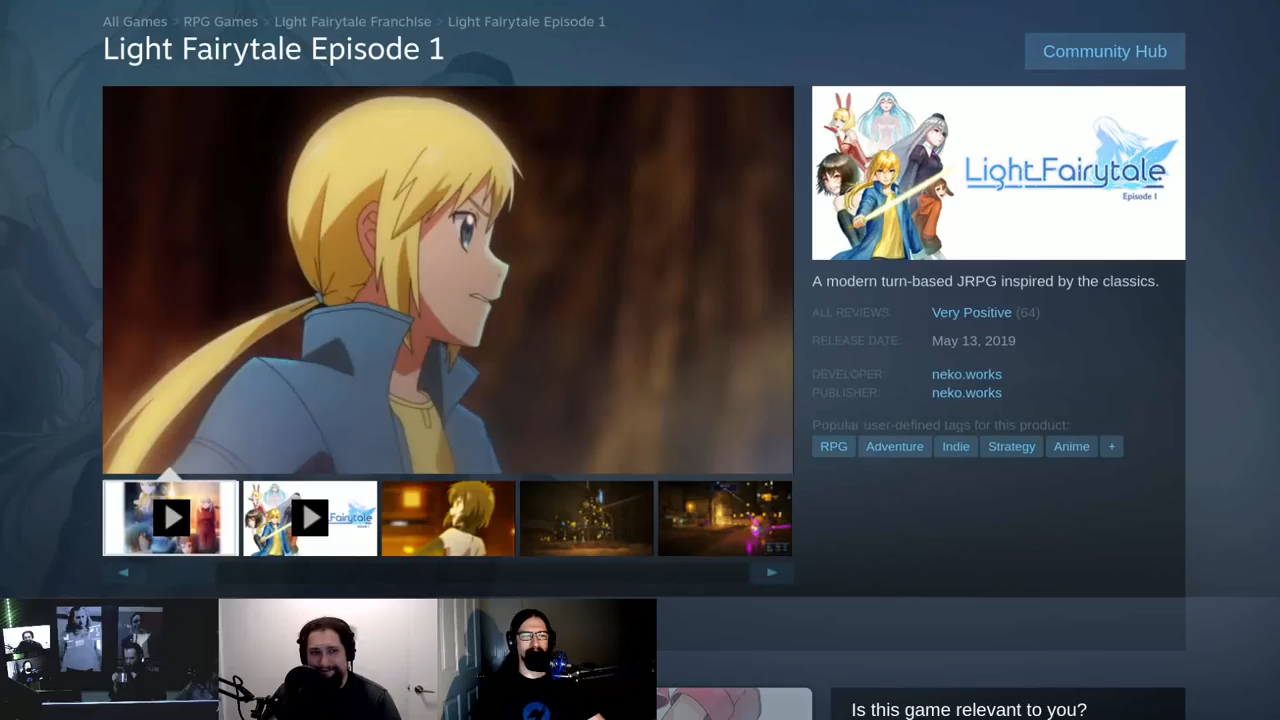 All Games > RPG Games > Light Fairytale Franchise > Light Fairytale Episode 1
Light Fairytale Episode 1
Community Hub
Light Fairytale
Episode I
A modern turn-based JRPG inspired by the classics.
ALL REVIEWS: Very Positive (64)
RELEASE DATE: May 13, 2019
DEVELOPER: neko.works
PUBLISHER: neko.works
Popular user-defined tags for this product:
RPG Adventure Indie Strategy Anime +
Fairytale
Is this game relevant to you?